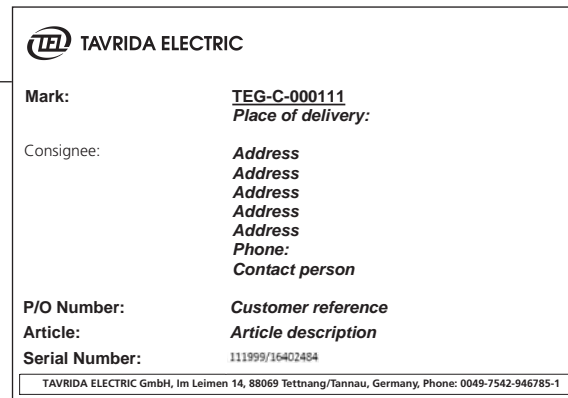 TEL TAVRIDA ELECTRIC
Mark: TEG-C-000111
Place of delivery:
Consignee: Address
Address
Address
Address
Address
Phone:
Contact person
P/O Number: Customer reference
Article: Article description
Serial Number: 111999/16402484
TAVRIDA ELECTRIC GmbH, Im Leimen 14, 88069 Tettnang/Tannau, Germany, Phone: 0049-7542-946785-1